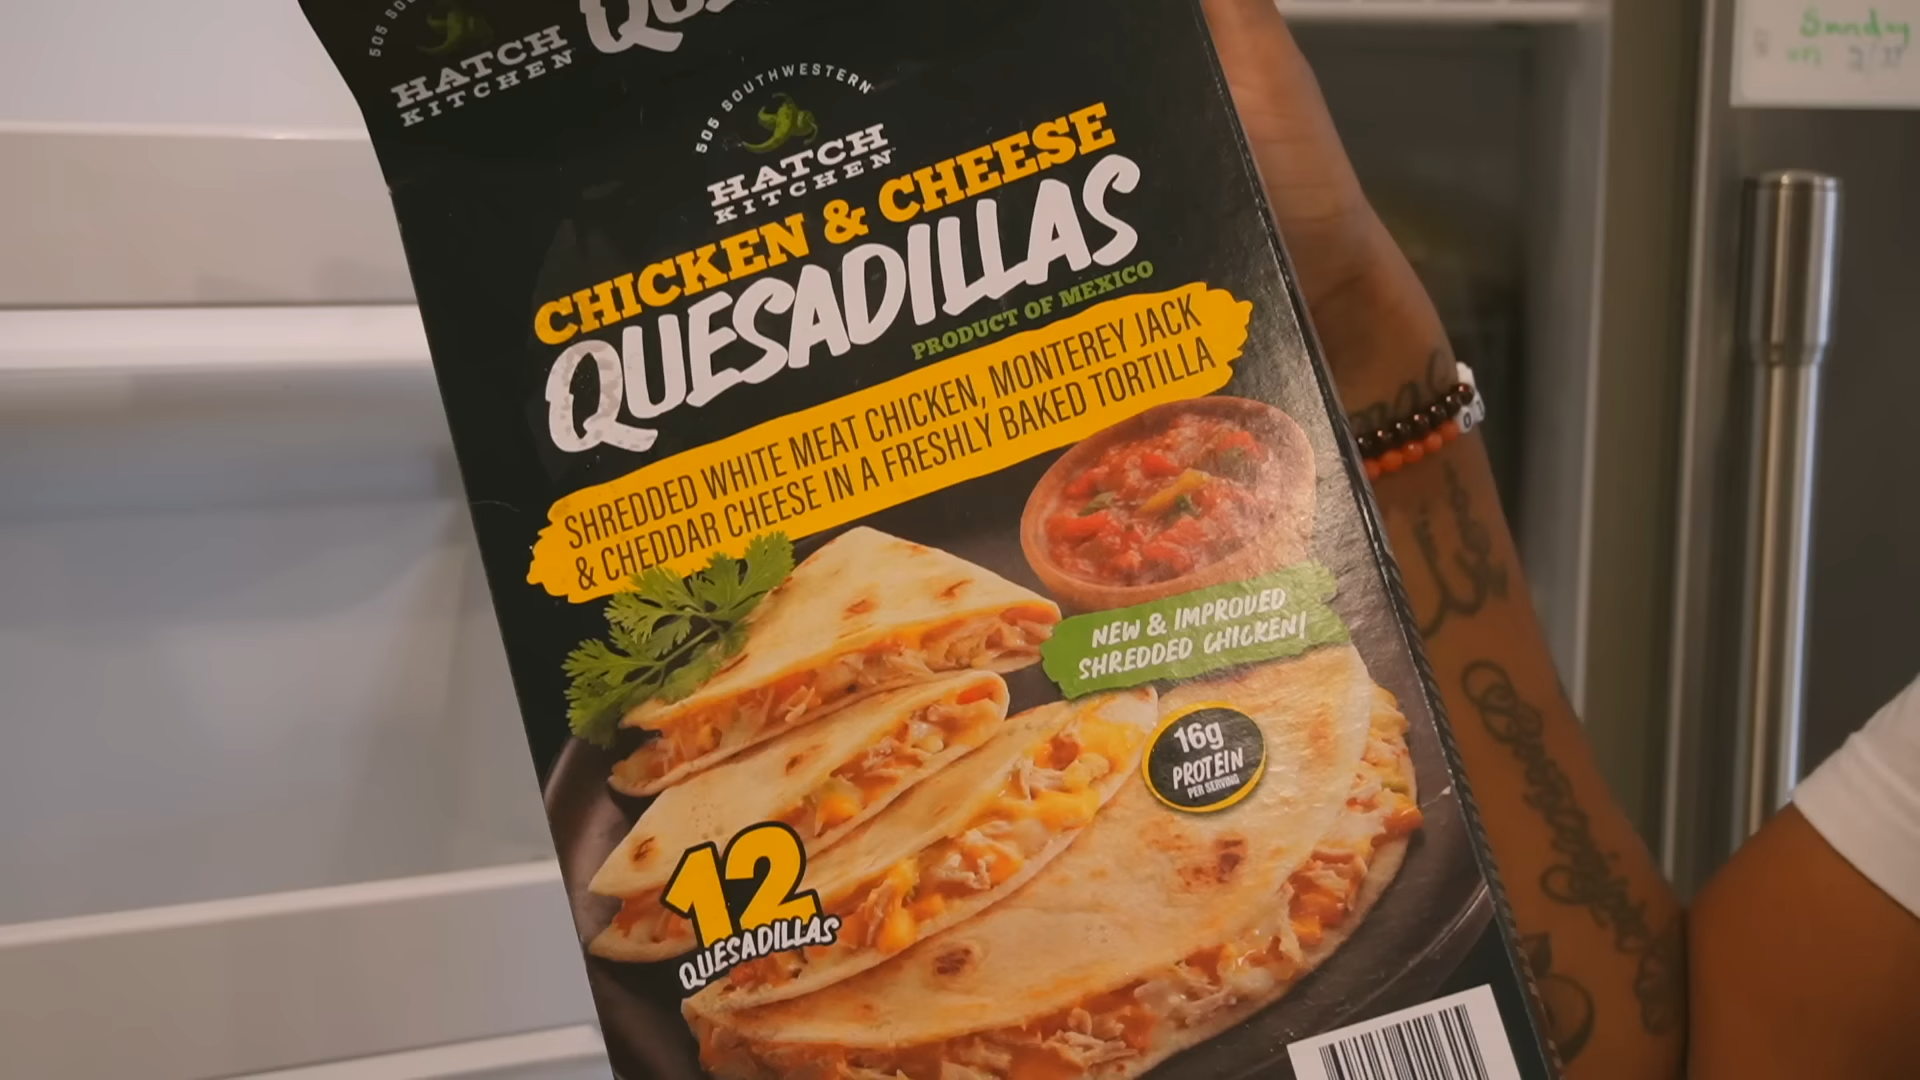 HATCH
KITCHEN
505 SOUTHWESTERN
HATCH
KITCHEN
CHICKEN & CHEESE
QUESADILLAS
PRODUCT OF MEXICO
SHREDDED WHITE MEAT CHICKEN, MONTEREY JACK
& CHEDDAR CHEESE IN A FRESHLY BAKED TORTILLA
NEW & IMPROVED
SHREDDED CHICKEN!
16g
PROTEIN
PER SERVING
12
QUESADILLAS
Sunday